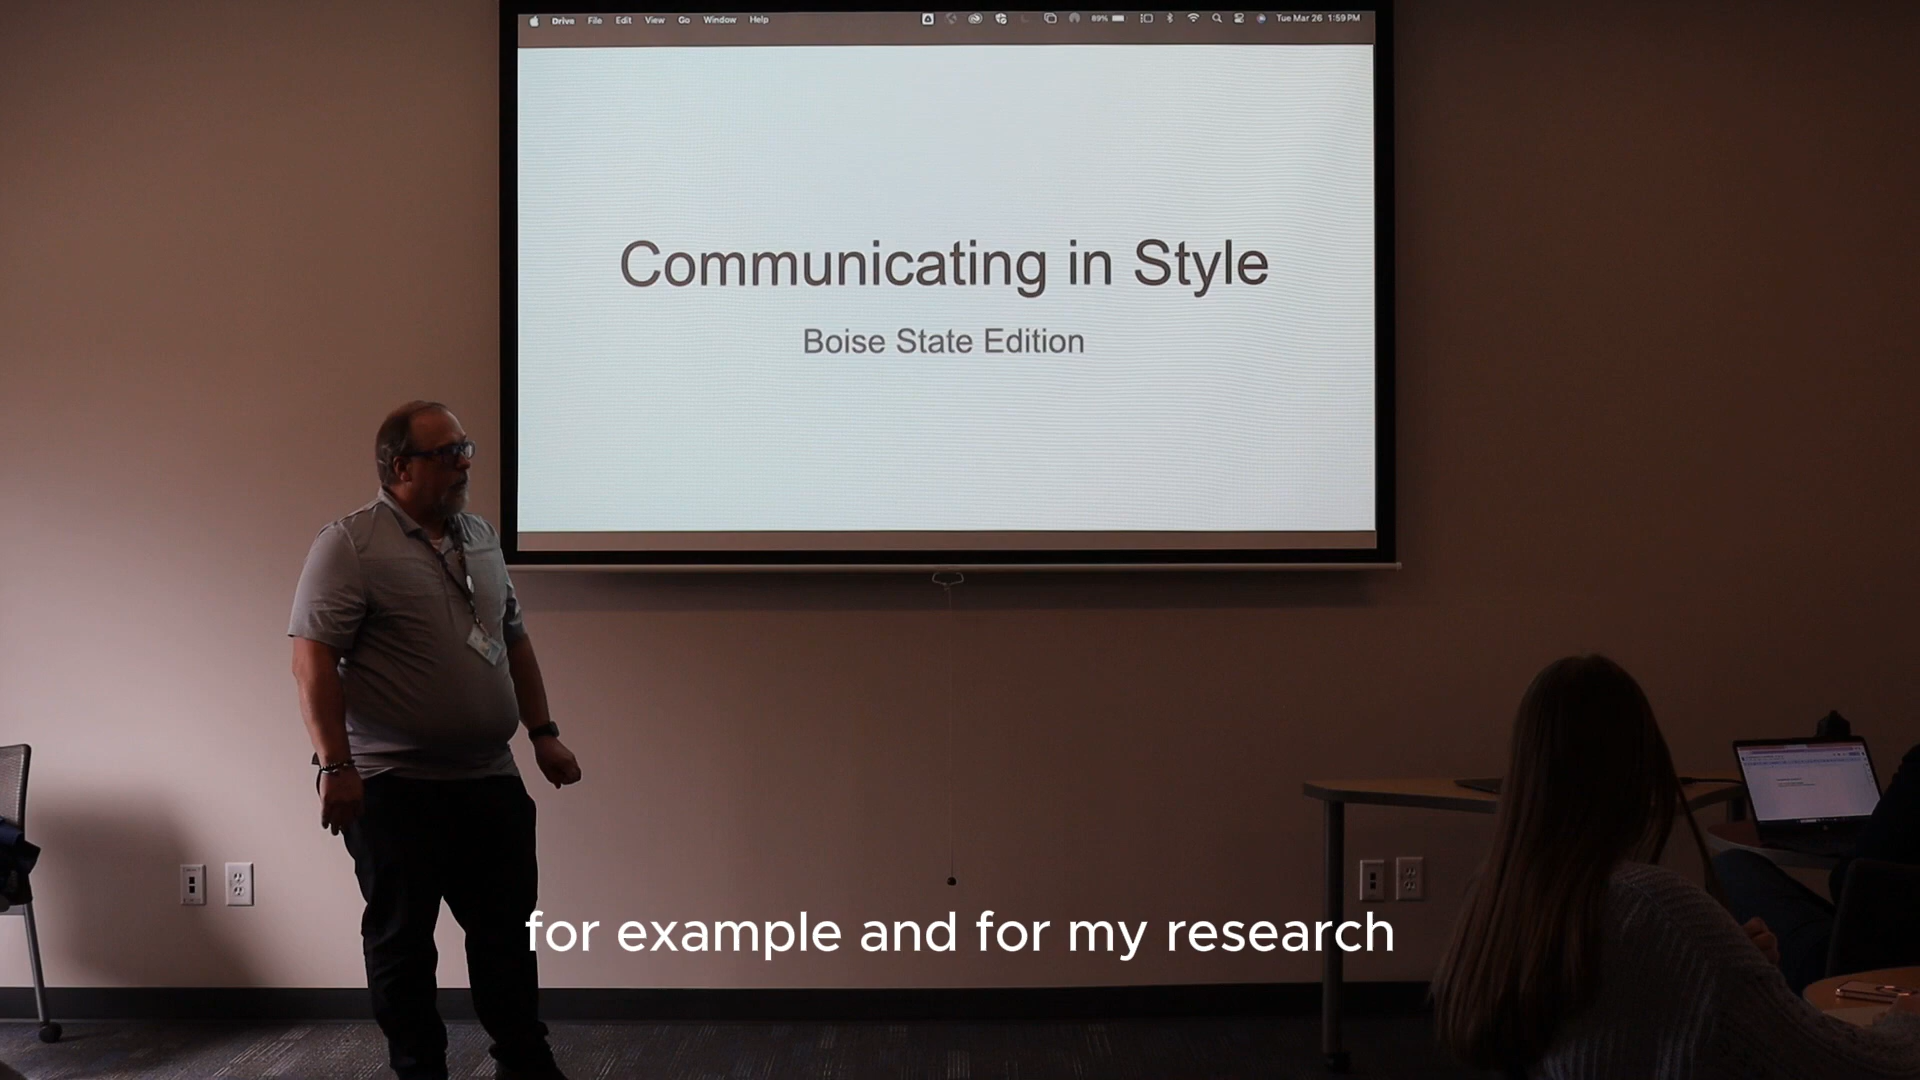 Drive File Edit View Go Window Help 89% Tue Mar 26 1:59 PM
Communicating in Style
Boise State Edition
for example and for my research